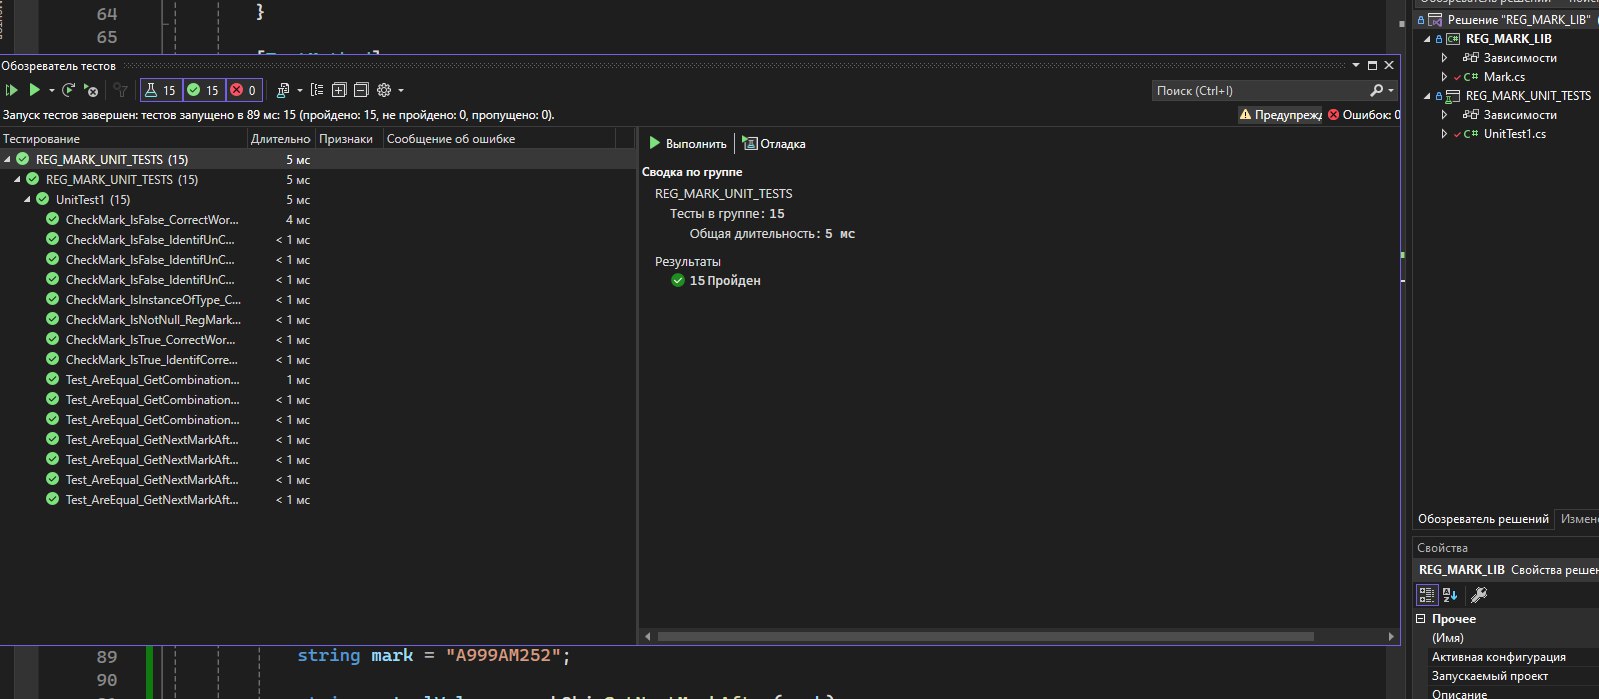 64 }
65
Обозреватель тестов
15 15 0
Поиск (Ctrl+I)
Запуск тестов завершен: тестов запущено в 89 мс: 15 (пройдено: 15, не пройдено: 0, пропущено: 0).
Предупрежд Ошибок: 0
Тестирование Длительно Признаки Сообщение об ошибке
REG_MARK_UNIT_TESTS (15) 5 мс
REG_MARK_UNIT_TESTS (15) 5 мс
UnitTest1 (15) 5 мс
CheckMark_IsFalse_CorrectWor... 4 мс
CheckMark_IsFalse_IdentifUnC... < 1 мс
CheckMark_IsFalse_IdentifUnC... < 1 мс
CheckMark_IsFalse_IdentifUnC... < 1 мс
CheckMark_IsInstanceOfType_C... < 1 мс
CheckMark_IsNotNull_RegMark... < 1 мс
CheckMark_IsTrue_CorrectWor... < 1 мс
CheckMark_IsTrue_IdentifCorre... < 1 мс
Test_AreEqual_GetCombination... 1 мс
Test_AreEqual_GetCombination... < 1 мс
Test_AreEqual_GetCombination... < 1 мс
Test_AreEqual_GetNextMarkAft... < 1 мс
Test_AreEqual_GetNextMarkAft... < 1 мс
Test_AreEqual_GetNextMarkAft... < 1 мс
Test_AreEqual_GetNextMarkAft... < 1 мс
Выполнить Отладка
Сводка по группе
REG_MARK_UNIT_TESTS
Тесты в группе: 15
Общая длительность: 5 мс
Результаты
15 Пройден
89 string mark = "A999AM252";
90
Решение "REG_MARK_LIB" (
REG_MARK_LIB
Зависимости
C# Mark.cs
REG_MARK_UNIT_TESTS
Зависимости
C# UnitTest1.cs
Обозреватель решений Измен
Свойства
REG_MARK_LIB Свойства решен
Прочее
(Имя)
Активная конфигурация
Запускаемый проект
Описание